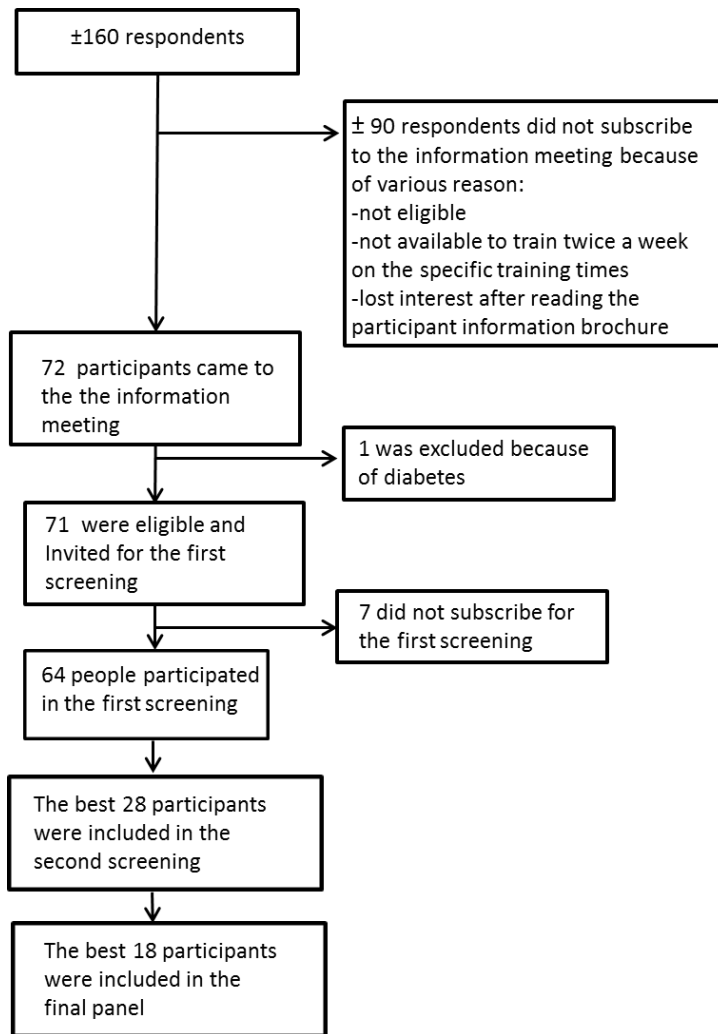 ±160 respondents
± 90 respondents did not subscribe
to the information meeting because
of various reason:
-not eligible
-not available to train twice a week
on the specific training times
-lost interest after reading the
participant information brochure
72 participants came to
the the information
meeting
1 was excluded because
of diabetes
71 were eligible and
Invited for the first
screening
7 did not subscribe for
the first screening
64 people participated
in the first screening
The best 28 participants
were included in the
second screening
The best 18 participants
were included in the
final panel